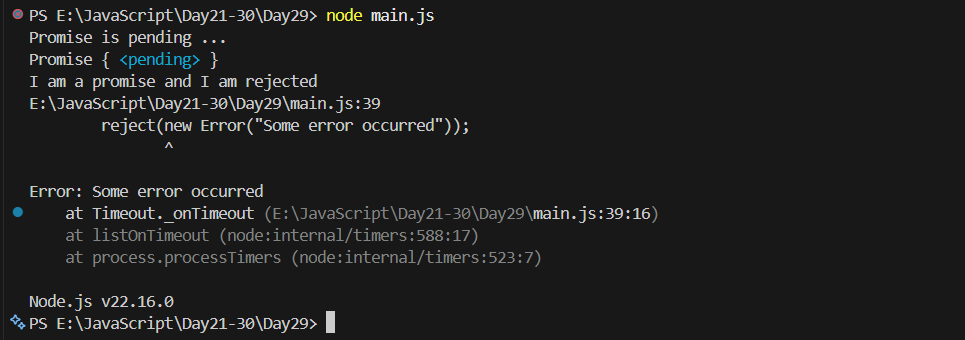 PS E:\JavaScript\Day21-30\Day29> node main.js
Promise is pending ...
Promise { <pending> }
I am a promise and I am rejected
E:\JavaScript\Day21-30\Day29\main.js:39
        reject(new Error("Some error occurred"));
               ^

Error: Some error occurred
    at Timeout._onTimeout (E:\JavaScript\Day21-30\Day29\main.js:39:16)
    at listOnTimeout (node:internal/timers:588:17)
    at process.processTimers (node:internal/timers:523:7)

Node.js v22.16.0
PS E:\JavaScript\Day21-30\Day29>